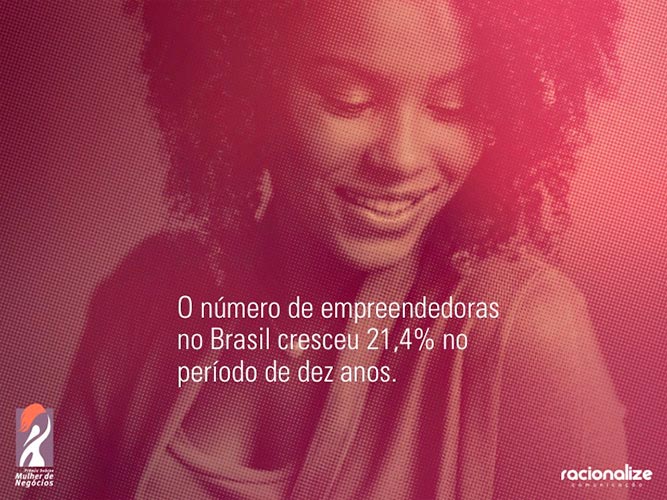 O número de empreendedoras
no Brasil cresceu 21,4% no
período de dez anos.
Prêmio Sebrae
Mulher de
Negócios
racionalize
comunicação